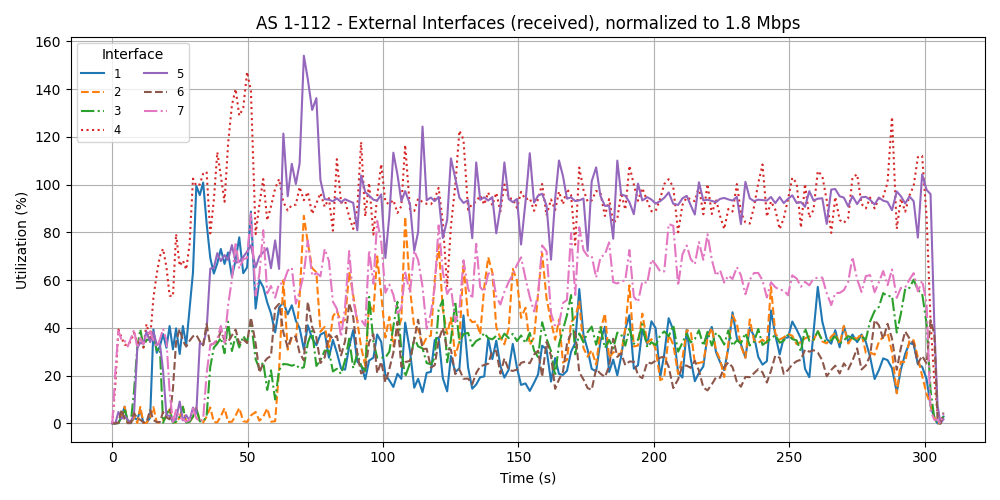 AS 1-112 - External Interfaces (received), normalized to 1.8 Mbps
Interface
1 5
2 6
3 7
4
Utilization (%)
160
140
120
100
80
60
40
20
0
0 50 100 150 200 250 300
Time (s)